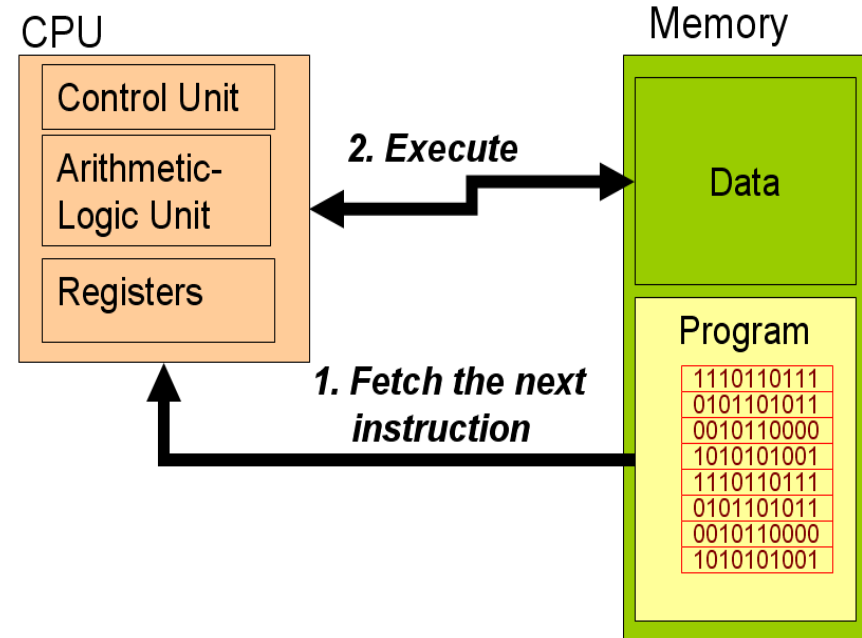 CPU
Control Unit
Arithmetic-
Logic Unit
Registers
2. Execute
1. Fetch the next
instruction
Memory
Data
Program
1110110111
0101101011
0010110000
1010101001
1110110111
0101101011
0010110000
1010101001